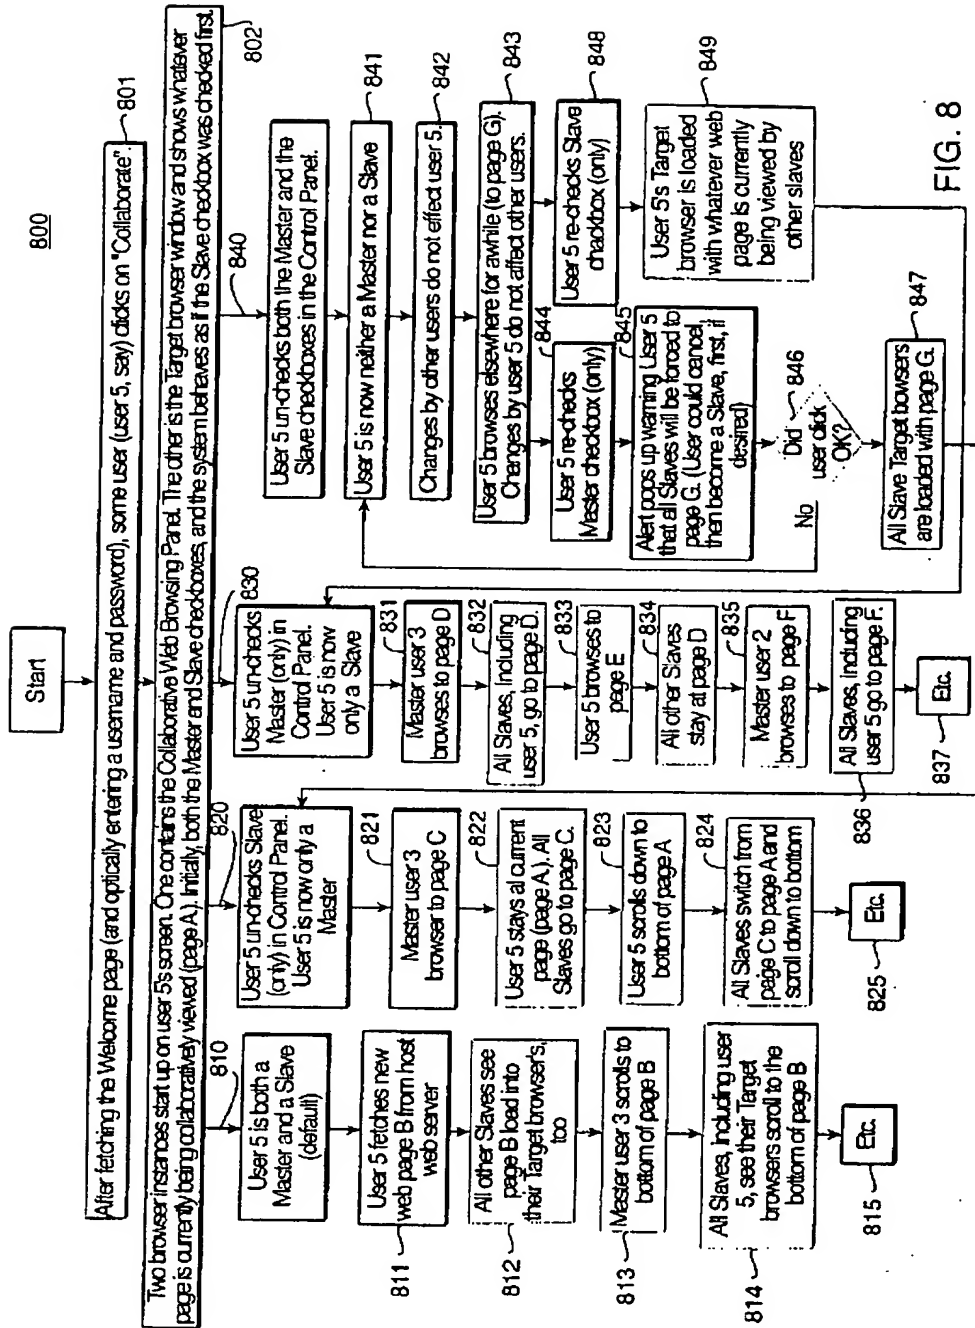 800
Start
After fetching the Welcome page (and optically entering a username and password), some user (user 5, say) clicks on "Collaborate".
801
Two browser instances start up on user 5's screen. One contains the Collaborative Web Browsing Panel. The other is the Target browser window and shows whatever
page is currently being collaboratively viewed (page A). Initially, both the Master and Slave checkboxes, and the system behaves as if the Slave checkbox was checked first.
802
810
User 5 is both a
Master and a Slave
(default)
User 5 fetches new
web page B from host
web server
811
All other Slaves see
page B load into
their Target browser's,
too
812
Master user 3 scrolls to
bottom of page B
813
All Slaves, including user
5, see their Target
browsers scroll to the
bottom of page B
814
Etc.
815
820
User 5 un-checks Slave
(only) in Control Panel.
User 5 is now only a
Master
821
Master user 3
browser to page C
822
User 5 stays at current
page (page A). All
Slaves go to page C.
823
User 5 scrolls down to
bottom of page A
824
All Slaves switch from
page C to page A and
scroll down to bottom
Etc.
825
830
User 5 un-checks
Master (only) in
Control Panel.
User 5 is now
only a Slave
831
Master user 3
browses to page D
832
All Slaves, including
user 5, go to page D.
833
User 5 browses to
page E
834
All other Slaves
stay at page D
835
Master user 2
browses to page F
All Slaves, Including
user 5 go to page F.
836
Etc.
837
840
User 5 un-checks both the Master and the
Slave checkboxes in the Control Panel.
User 5 is now neither a Master nor a Slave
841
Changes by other users do not effect user 5.
842
User 5 browses elsewhere for awhile (to page G).
Changes by user 5 do not affect other users.
843
844
User 5 re-checks
Master checkbox (only)
845
Alert pops up warning User 5
that all Slaves will be forced to
page G. (User could cancel,
then become a Slave, first, if
desired)
Did
user click
OK?
846
No
All Slave Target browsers
are loaded with page G.
847
User 5 re-checks Slave
chackbox (only)
848
User 5's Target
browser is loaded
with whatever web
page is currently
being viewed by
other slaves
849
FIG. 8